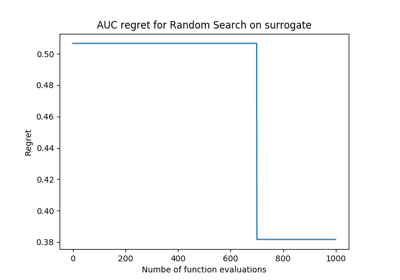 AUC regret for Random Search on surrogate
0.50
0.48
0.46
0.44
0.42
0.40
0.38
Regret
0 200 400 600 800 1000
Numbe of function evaluations